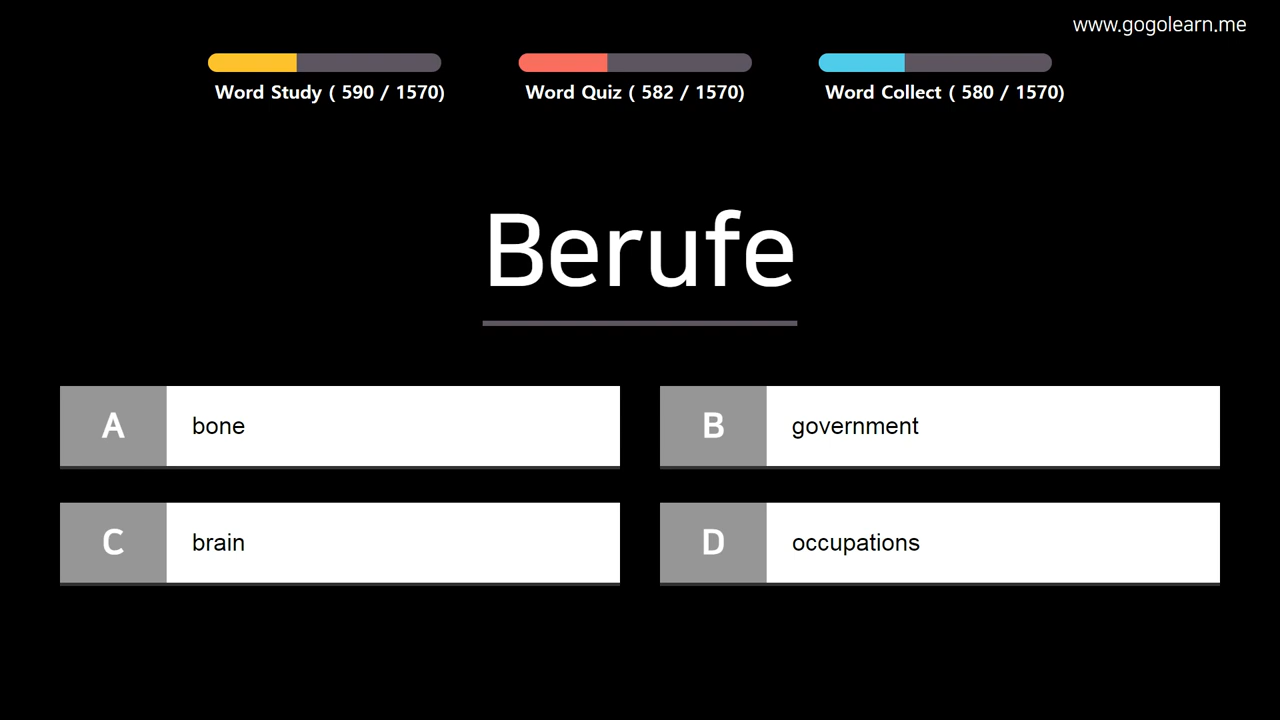 www.gogolearn.me
Word Study ( 590 / 1570)
Word Quiz ( 582 / 1570)
Word Collect ( 580 / 1570)
Berufe
A bone
B government
C brain
D occupations